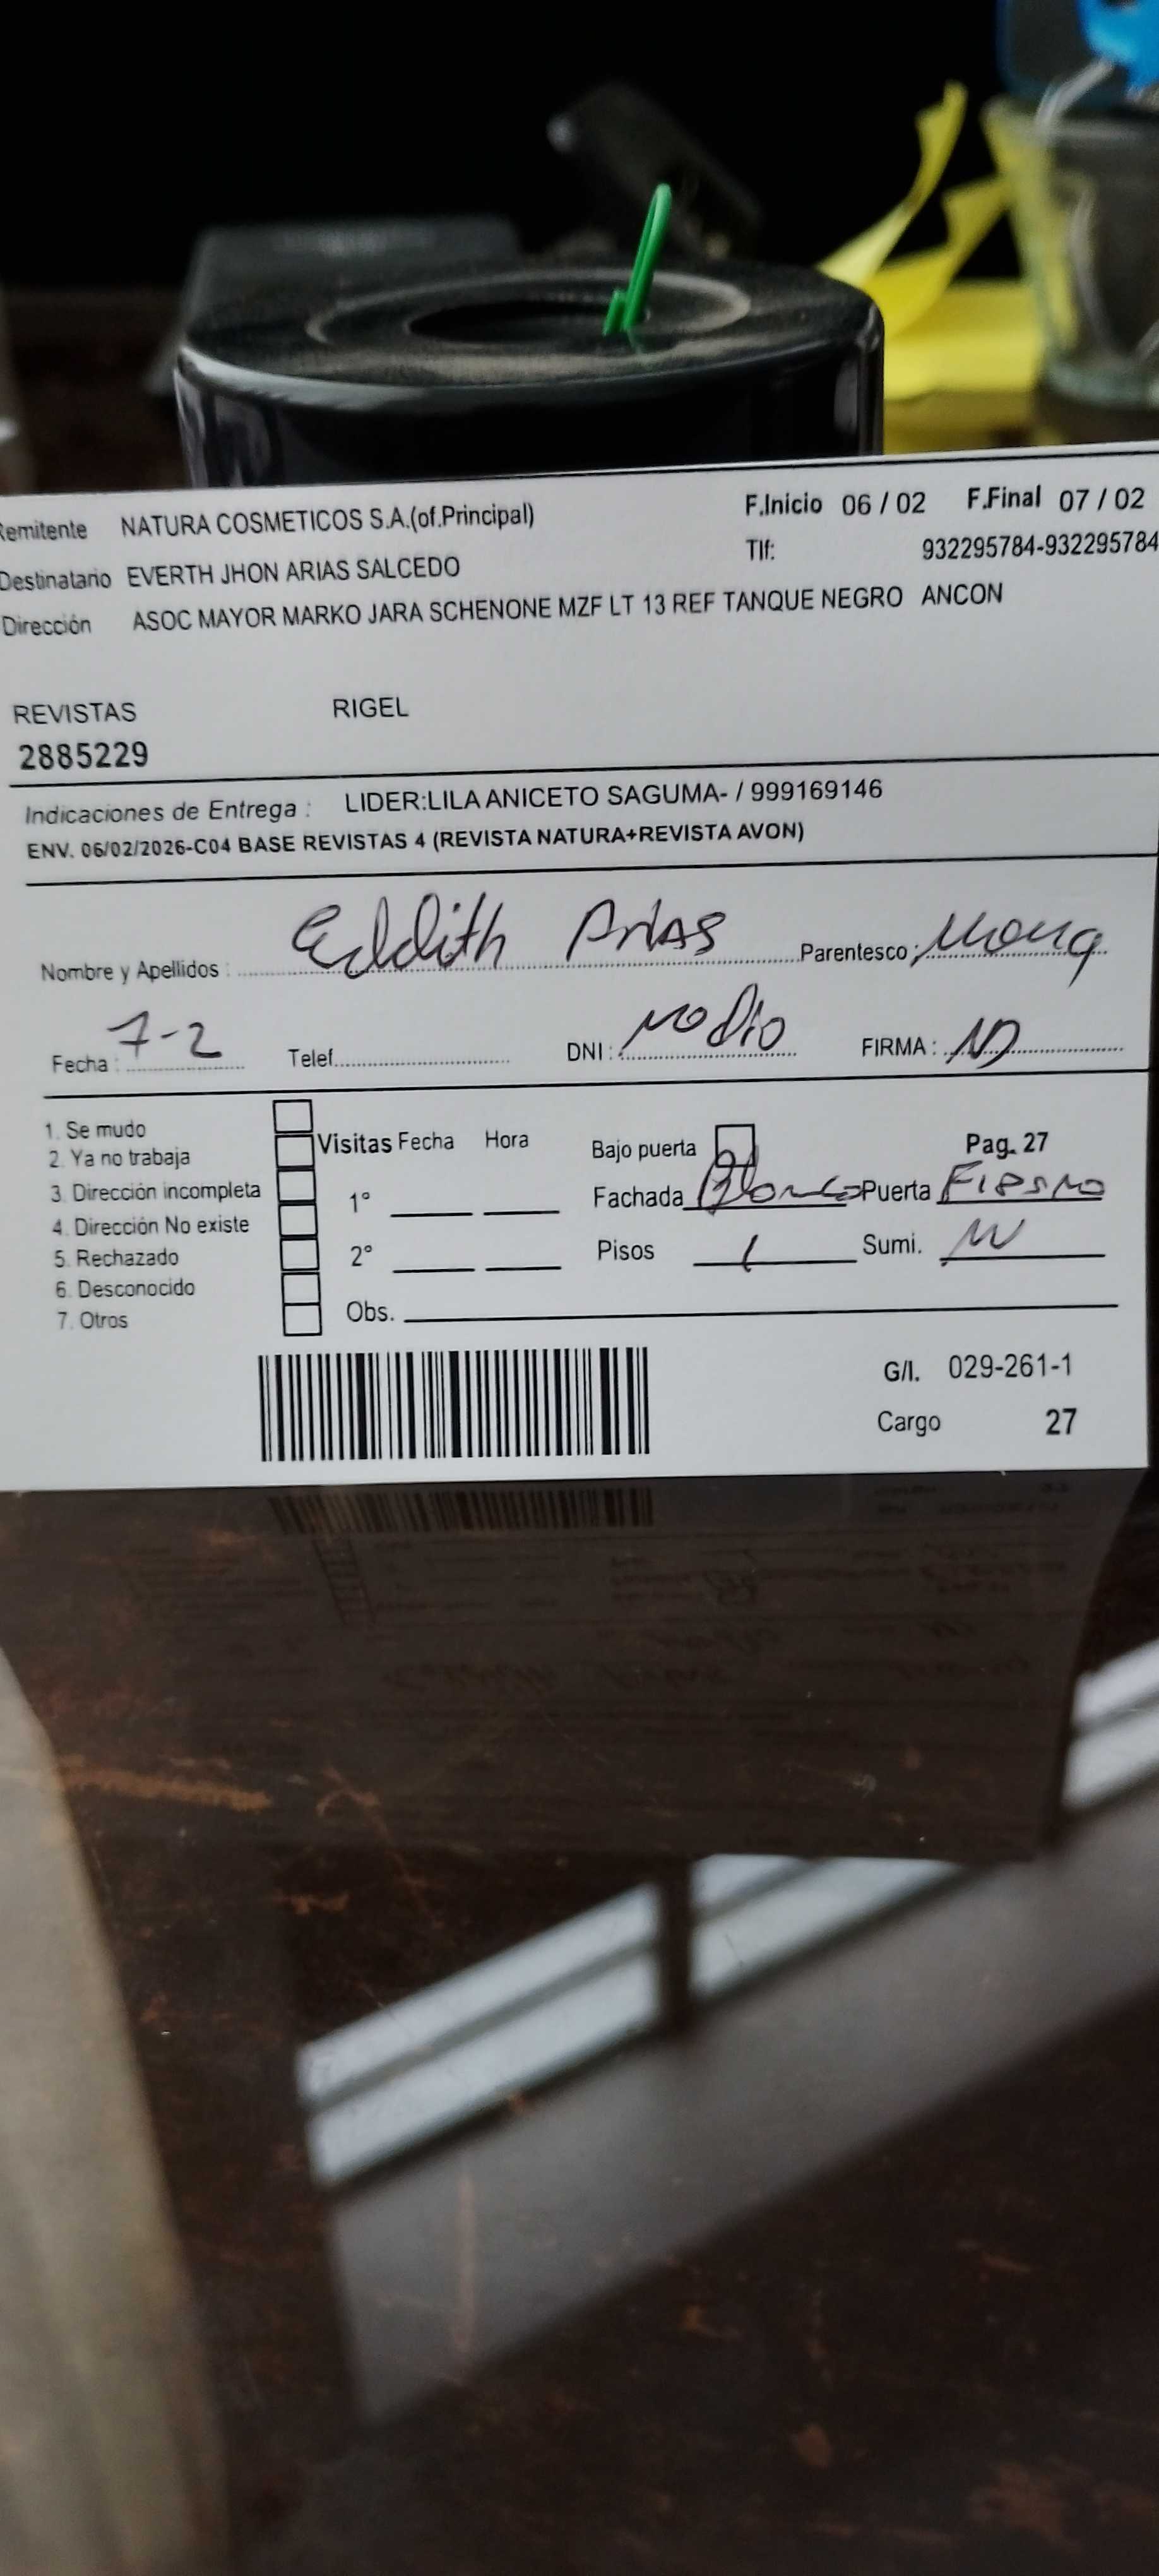 Remitente NATURA COSMETICOS S.A.(of.Principal) F.Inicio 06 / 02 F.Final 07 / 02
Destinatario EVERTH JHON ARIAS SALCEDO Tlf: 932295784-932295784
Dirección ASOC MAYOR MARKO JARA SCHENONE MZF LT 13 REF TANQUE NEGRO ANCON
REVISTAS RIGEL
2885229
Indicaciones de Entrega : LIDER:LILA ANICETO SAGUMA- / 999169146
ENV. 06/02/2026-C04 BASE REVISTAS 4 (REVISTA NATURA+REVISTA AVON)
Nombre y Apellidos : Eddith Arias Parentesco :
Fecha : 7-2 Telef. DNI : no dio FIRMA :
1. Se mudo
2. Ya no trabaja
3. Dirección incompleta
4. Dirección No existe
5. Rechazado
6. Desconocido
7. Otros
Visitas Fecha Hora
1°
2°
Obs.
Bajo puerta Pag. 27
Fachada Blanco Puerta Fierro
Pisos 1 Sumi.
G/I. 029-261-1
Cargo 27